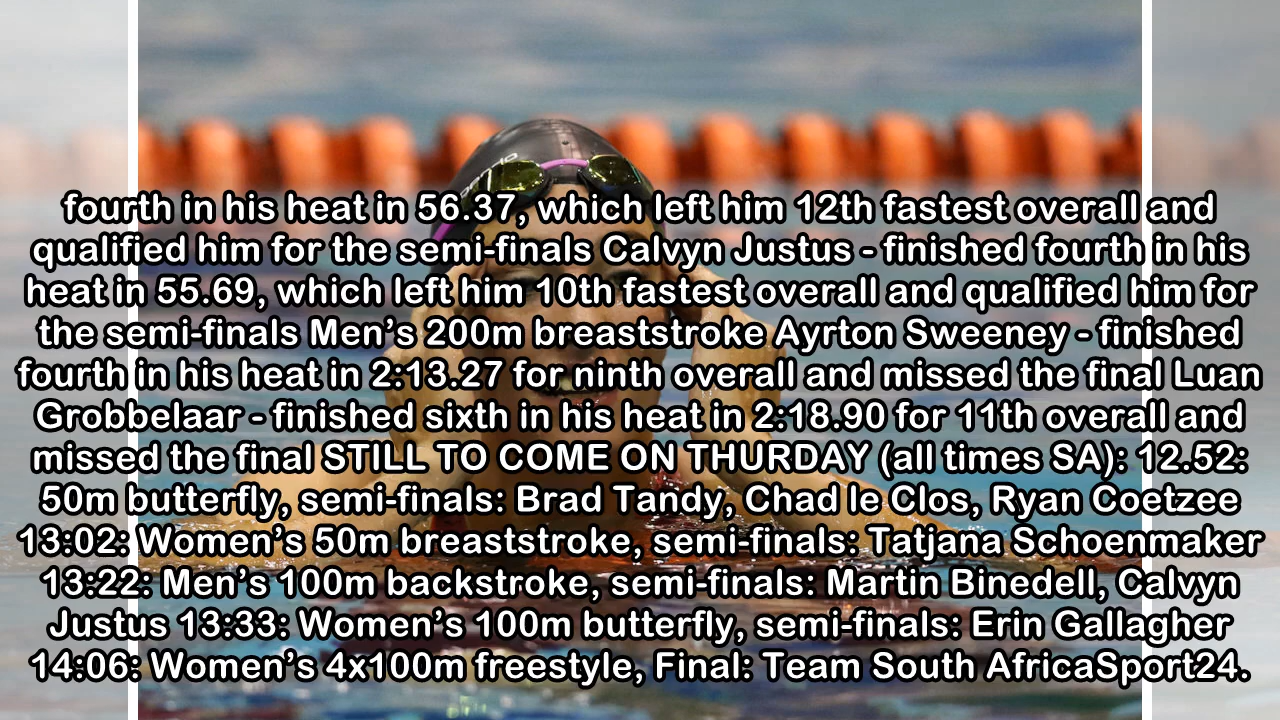 fourth in his heat in 56.37, which left him 12th fastest overall and
qualified him for the semi-finals Calvyn Justus - finished fourth in his
heat in 55.69, which left him 10th fastest overall and qualified him for
the semi-finals Men’s 200m breaststroke Ayrton Sweeney - finished
fourth in his heat in 2:13.27 for ninth overall and missed the final Luan
Grobbelaar - finished sixth in his heat in 2:18.90 for 11th overall and
missed the final STILL TO COME ON THURDAY (all times SA): 12.52:
50m butterfly, semi-finals: Brad Tandy, Chad le Clos, Ryan Coetzee
13:02: Women’s 50m breaststroke, semi-finals: Tatjana Schoenmaker
13:22: Men’s 100m backstroke, semi-finals: Martin Binedell, Calvyn
Justus 13:33: Women’s 100m butterfly, semi-finals: Erin Gallagher
14:06: Women’s 4x100m freestyle, Final: Team South AfricaSport24.